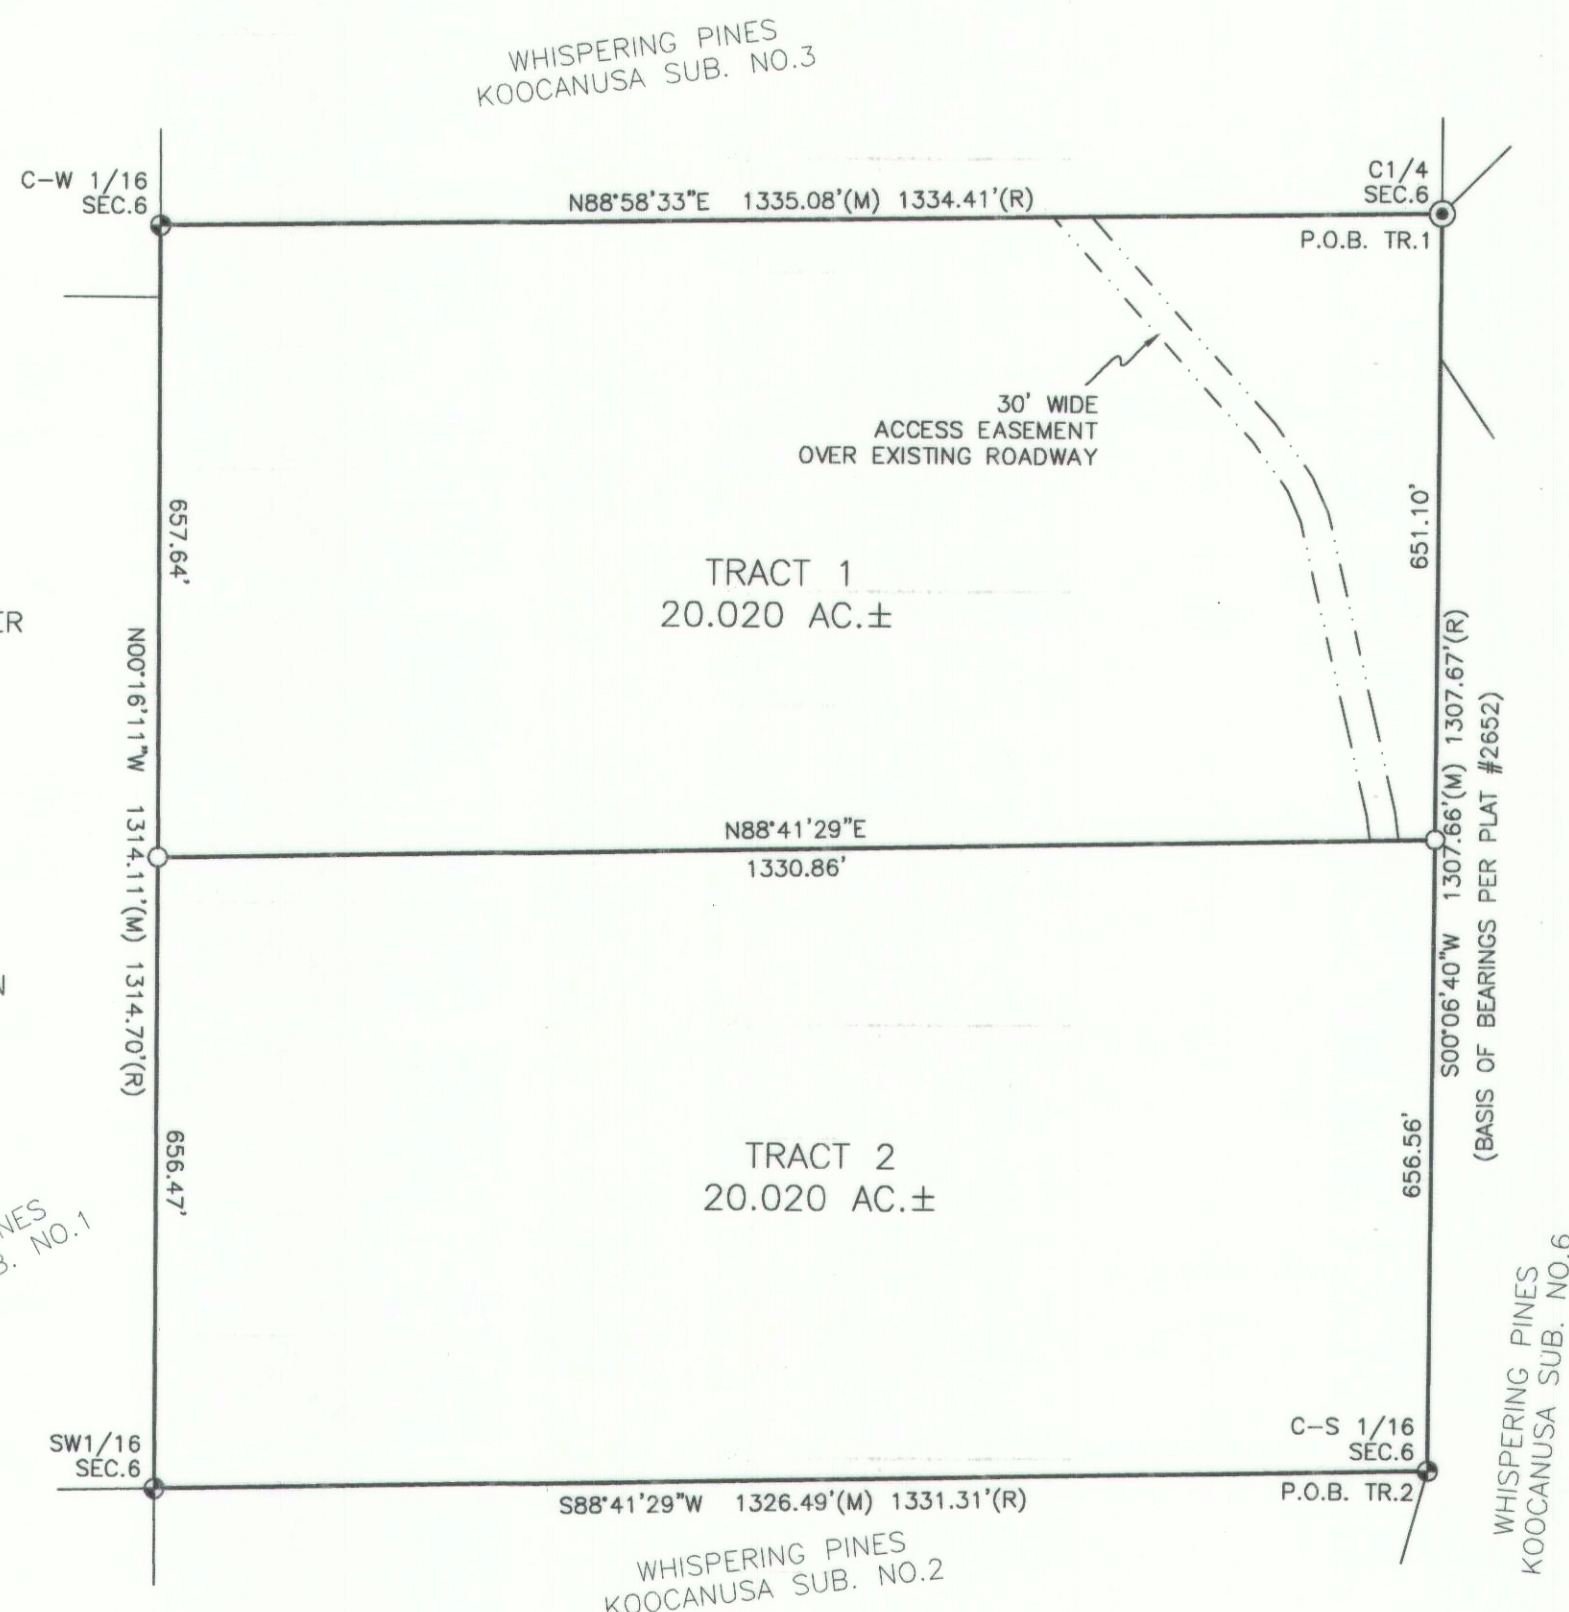 WHISPERING PINES
KOOCANUSA SUB. NO.3
C-W 1/16
SEC.6
N88°58'33"E 1335.08'(M) 1334.41'(R)
C1/4
SEC.6
P.O.B. TR.1
30' WIDE
ACCESS EASEMENT
OVER EXISTING ROADWAY
657.64'
651.10'
TRACT 1
20.020 AC.±
N00°16'11"W 1314.11'(M) 1314.70'(R)
S00°06'40"W 1307.66'(M) 1307.67'(R)
(BASIS OF BEARINGS PER PLAT #2652)
N88°41'29"E
1330.86'
TRACT 2
20.020 AC.±
656.47'
656.56'
NO.1
WHISPERING PINES
KOOCANUSA SUB. NO.6
SW1/16
SEC.6
C-S 1/16
SEC.6
P.O.B. TR.2
S88°41'29"W 1326.49'(M) 1331.31'(R)
WHISPERING PINES
KOOCANUSA SUB. NO.2